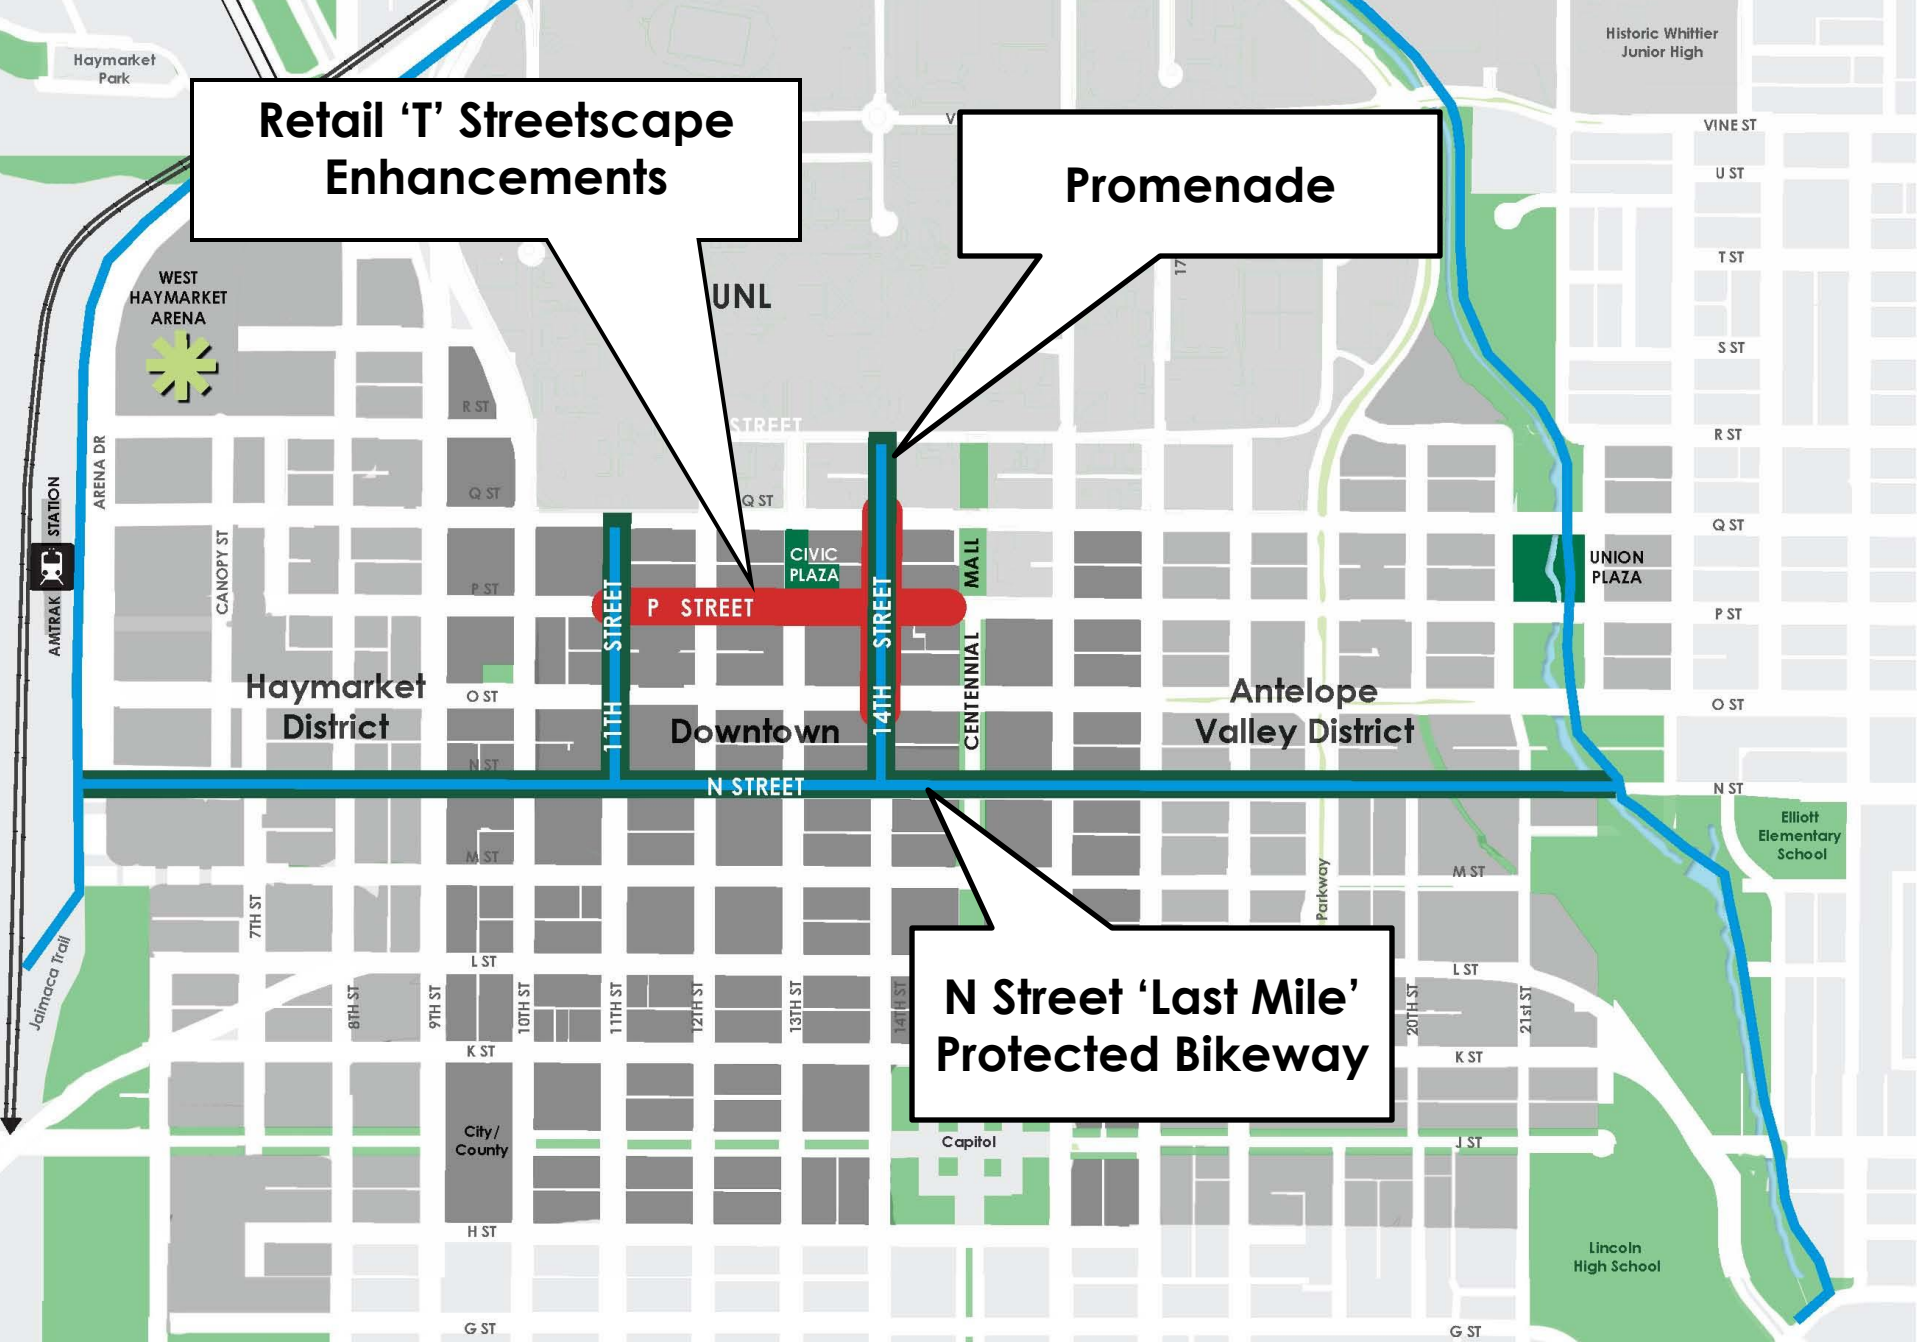 Haymarket
Park
Historic Whittier
Junior High
Retail ‘T’ Streetscape
Enhancements
Promenade
V
VINE ST
U ST
T ST
S ST
R ST
Q ST
P ST
O ST
N ST
17
WEST
HAYMARKET
ARENA
UNL
STREET
R ST
Q ST
Q ST
P ST
O ST
N ST
M ST
L ST
K ST
H ST
G ST
ARENA DR
AMTRAK STATION
CANOPY ST
CIVIC
PLAZA
MALL
CENTENNIAL
UNION
PLAZA
P STREET
11TH STREET
14TH STREET
Haymarket
District
Downtown
Antelope
Valley District
N STREET
Elliott
Elementary
School
M ST
Parkway
7TH ST
Jaimaca Trail
N Street ‘Last Mile’
Protected Bikeway
8TH ST
9TH ST
10TH ST
11TH ST
12TH ST
13TH ST
14TH ST
20TH ST
21st ST
L ST
K ST
J ST
City/
County
Capitol
Lincoln
High School
G ST